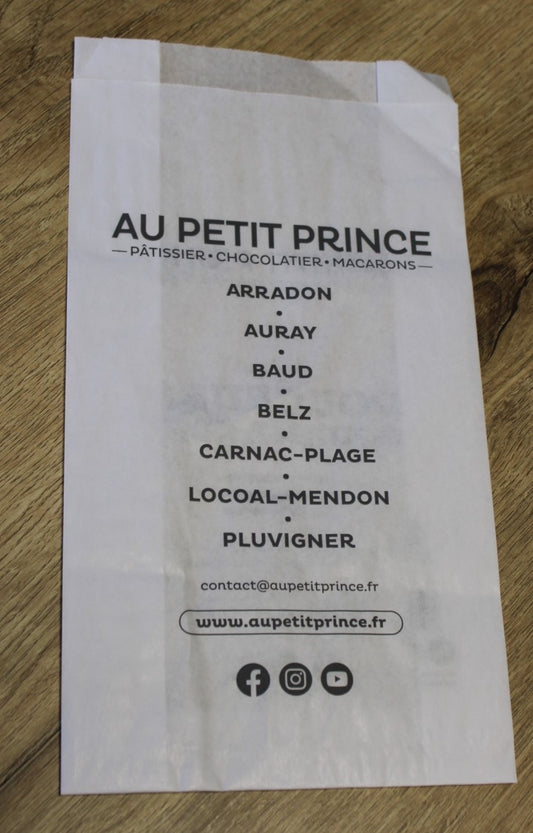 AU PETIT PRINCE
— PÂTISSIER • CHOCOLATIER • MACARONS —
ARRADON
•
AURAY
•
BAUD
•
BELZ
•
CARNAC-PLAGE
•
LOCOAL-MENDON
•
PLUVIGNER
contact@aupetitprince.fr
www.aupetitprince.fr